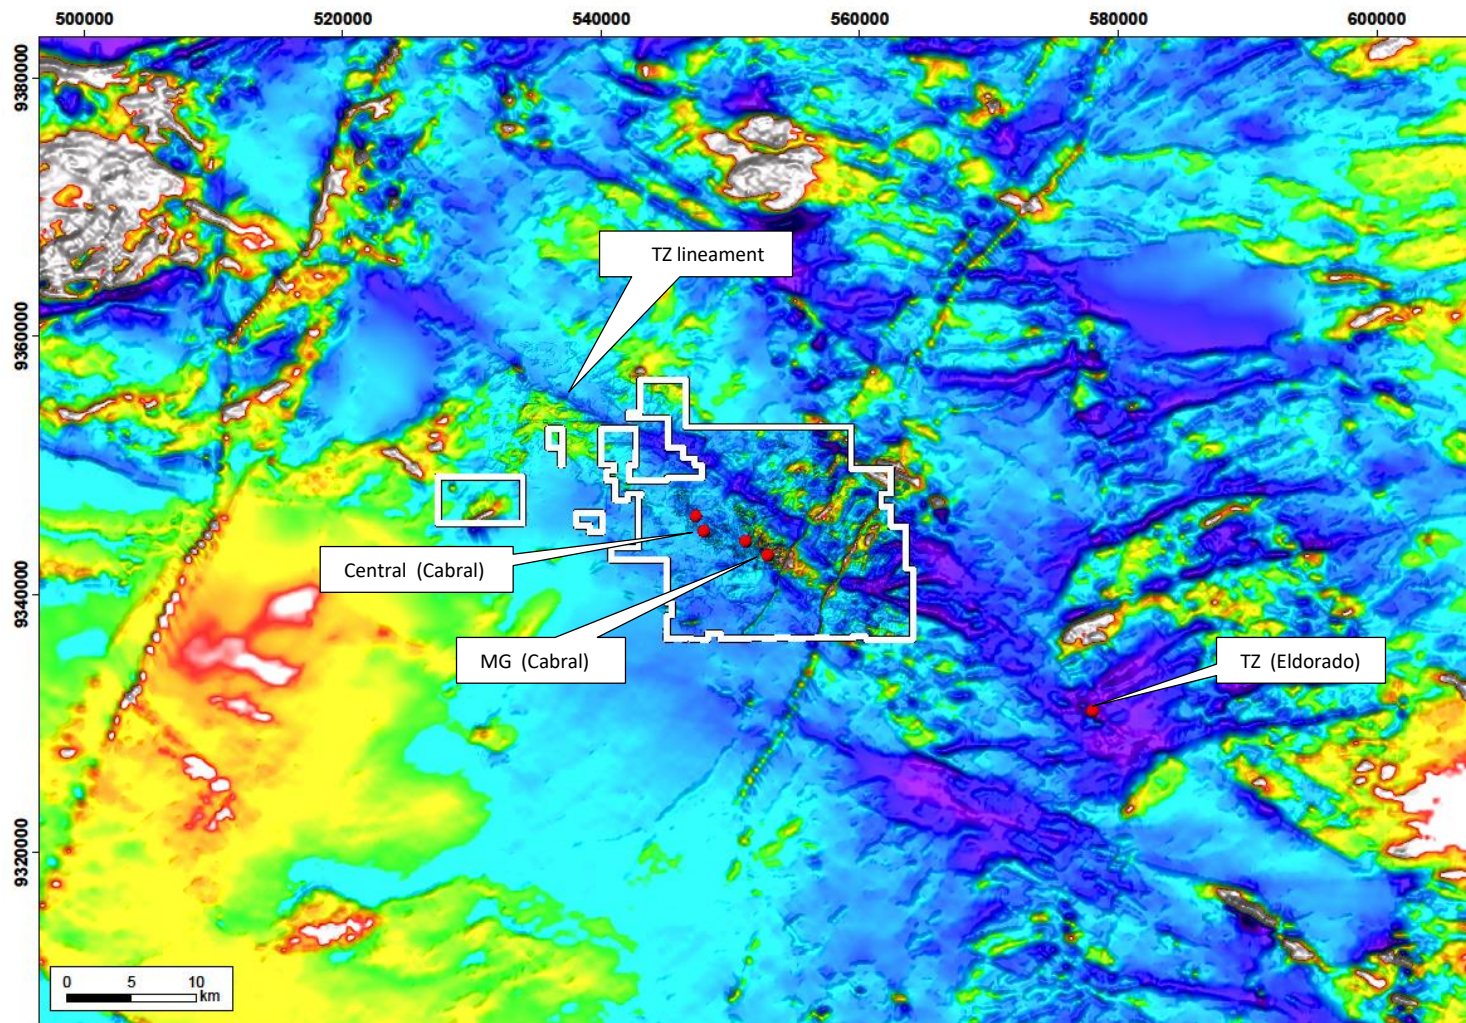 500000 520000 540000 560000 580000 600000
9380000
9360000
9340000
9320000
TZ lineament
Central (Cabral)
MG (Cabral)
TZ (Eldorado)
0 5 10
km